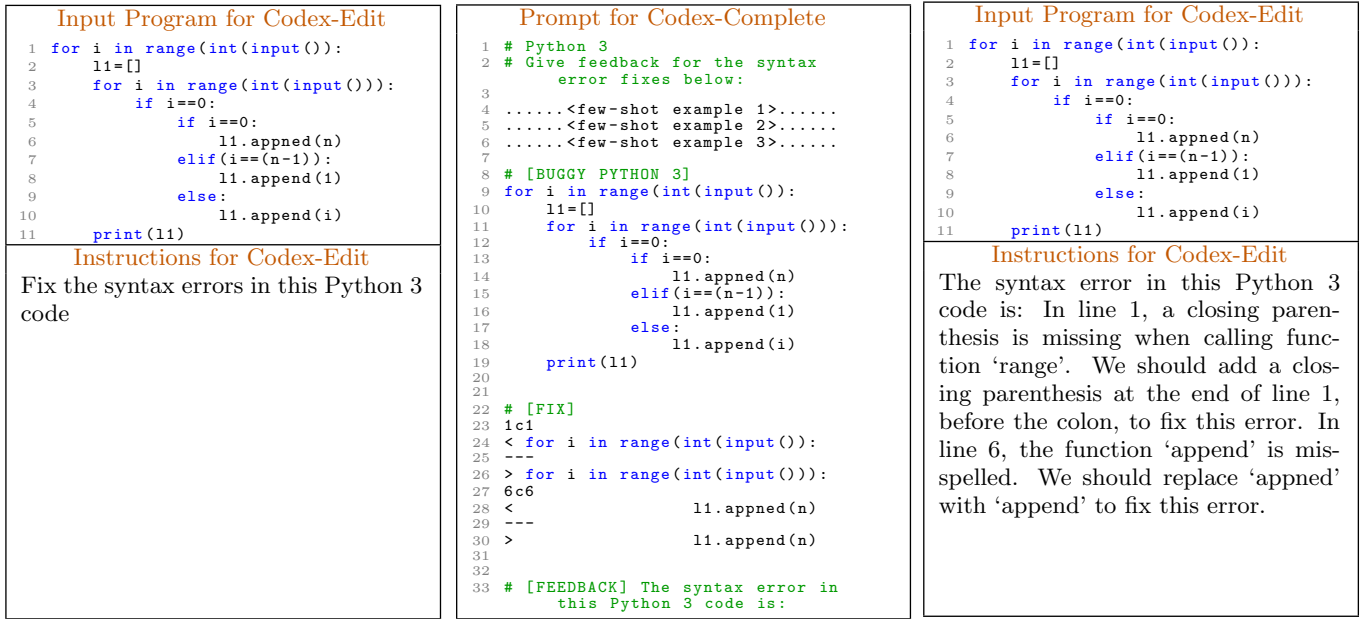 Input Program for Codex-Edit
1 for i in range(int(input()):
2     l1=[]
3     for i in range(int(input())):
4         if i==0:
5             if i==0:
6                 l1.appned(n)
7             elif(i==(n-1)):
8                 l1.append(1)
9             else:
10                 l1.append(i)
11     print(l1)
Instructions for Codex-Edit
Fix the syntax errors in this Python 3
code
Prompt for Codex-Complete
1 # Python 3
2 # Give feedback for the syntax
error fixes below:
3
4 ......<few-shot example 1>......
5 ......<few-shot example 2>......
6 ......<few-shot example 3>......
7
8 # [BUGGY PYTHON 3]
9 for i in range(int(input()):
10     l1=[]
11     for i in range(int(input())):
12         if i==0:
13             if i==0:
14                 l1.appned(n)
15             elif(i==(n-1)):
16                 l1.append(1)
17             else:
18                 l1.append(i)
19     print(l1)
20
21
22 # [FIX]
23 1c1
24 < for i in range(int(input()):
25 ---
26 > for i in range(int(input())):
27 6c6
28 <                 l1.appned(n)
29 ---
30 >                 l1.append(n)
31
32
33 # [FEEDBACK] The syntax error in
this Python 3 code is:
Input Program for Codex-Edit
1 for i in range(int(input()):
2     l1=[]
3     for i in range(int(input())):
4         if i==0:
5             if i==0:
6                 l1.appned(n)
7             elif(i==(n-1)):
8                 l1.append(1)
9             else:
10                 l1.append(i)
11     print(l1)
Instructions for Codex-Edit
The syntax error in this Python 3
code is: In line 1, a closing paren-
thesis is missing when calling func-
tion ‘range’. We should add a clos-
ing parenthesis at the end of line 1,
before the colon, to fix this error. In
line 6, the function ‘append’ is mis-
spelled. We should replace ‘appned’
with ‘append’ to fix this error.